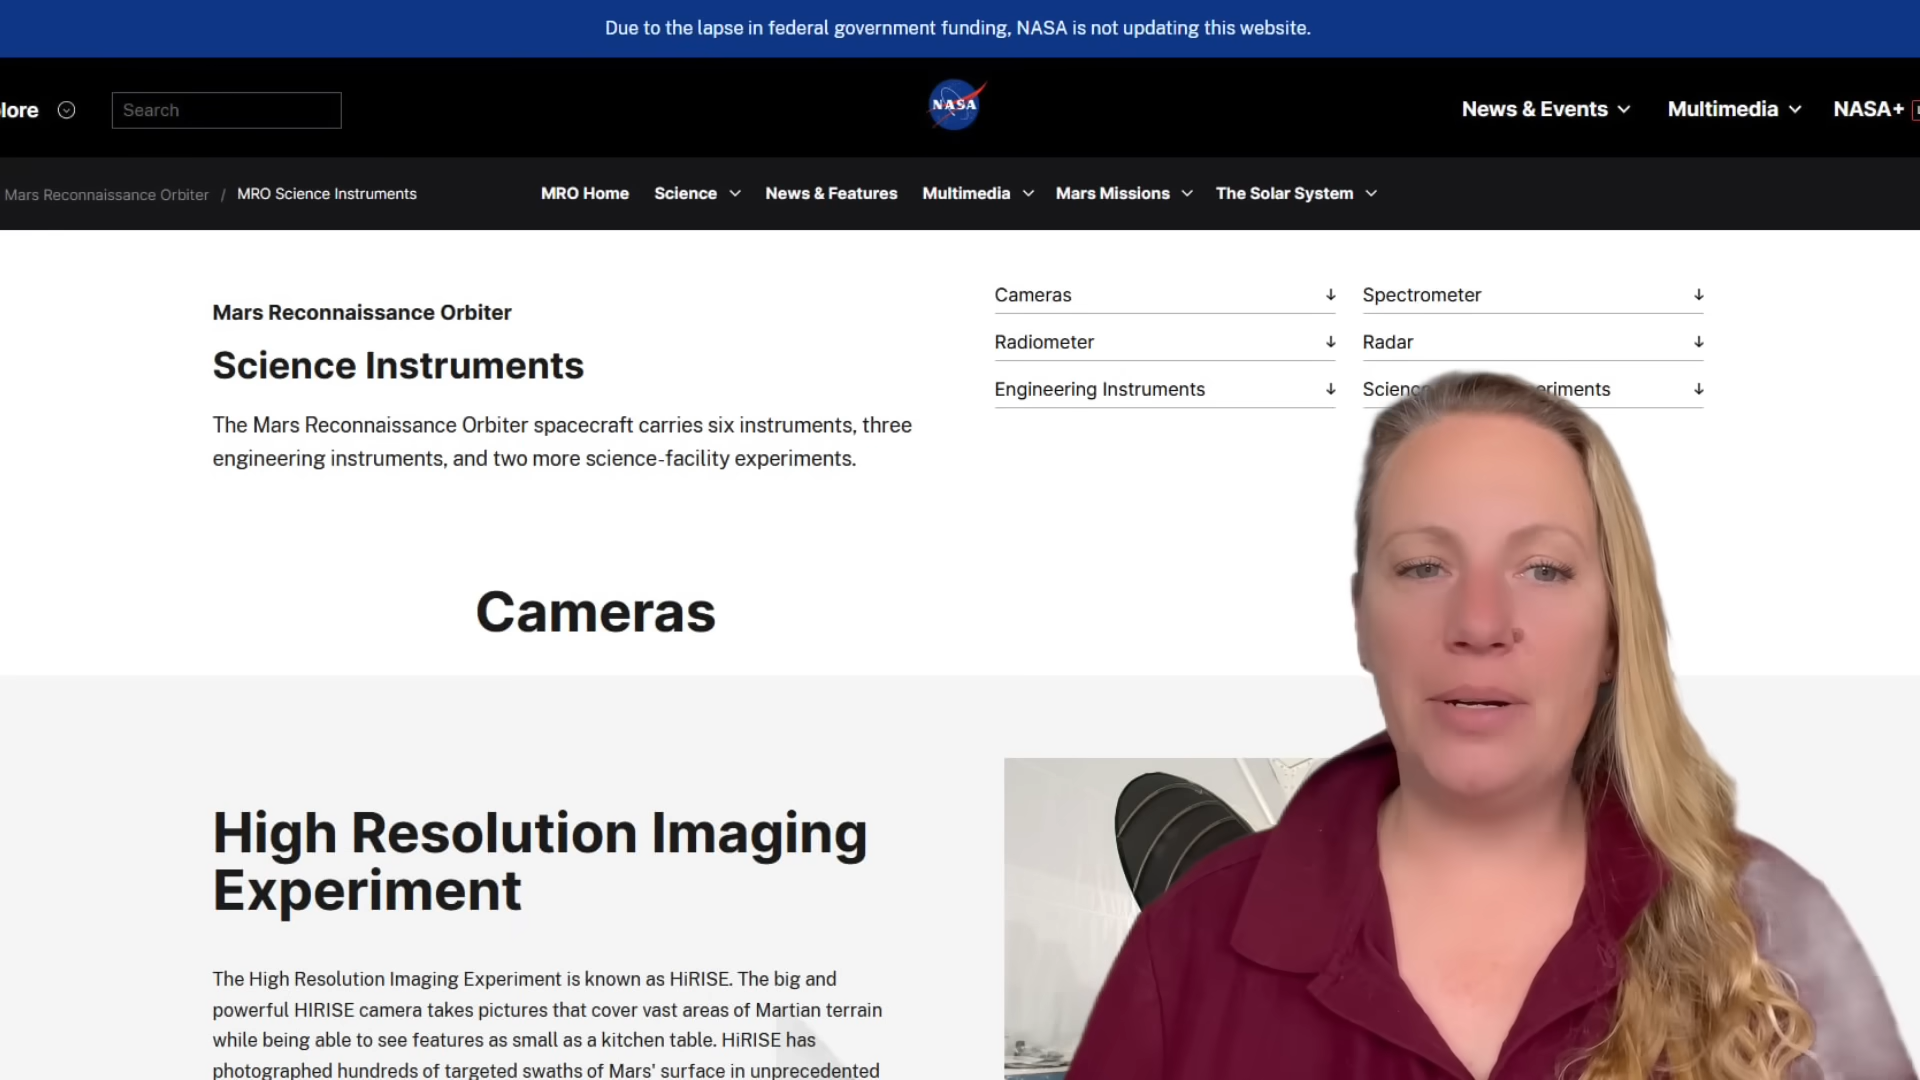 Due to the lapse in federal government funding, NASA is not updating this website.
lore
Search
NASA
News & Events
Multimedia
NASA+
Mars Reconnaissance Orbiter / MRO Science Instruments
MRO Home
Science
News & Features
Multimedia
Mars Missions
The Solar System
Mars Reconnaissance Orbiter
Science Instruments
The Mars Reconnaissance Orbiter spacecraft carries six instruments, three
engineering instruments, and two more science-facility experiments.
Cameras
Spectrometer
Radiometer
Radar
Engineering Instruments
Cameras
High Resolution Imaging
Experiment
The High Resolution Imaging Experiment is known as HiRISE. The big and
powerful HIRISE camera takes pictures that cover vast areas of Martian terrain
while being able to see features as small as a kitchen table. HiRISE has
photographed hundreds of targeted swaths of Mars' surface in unprecedented